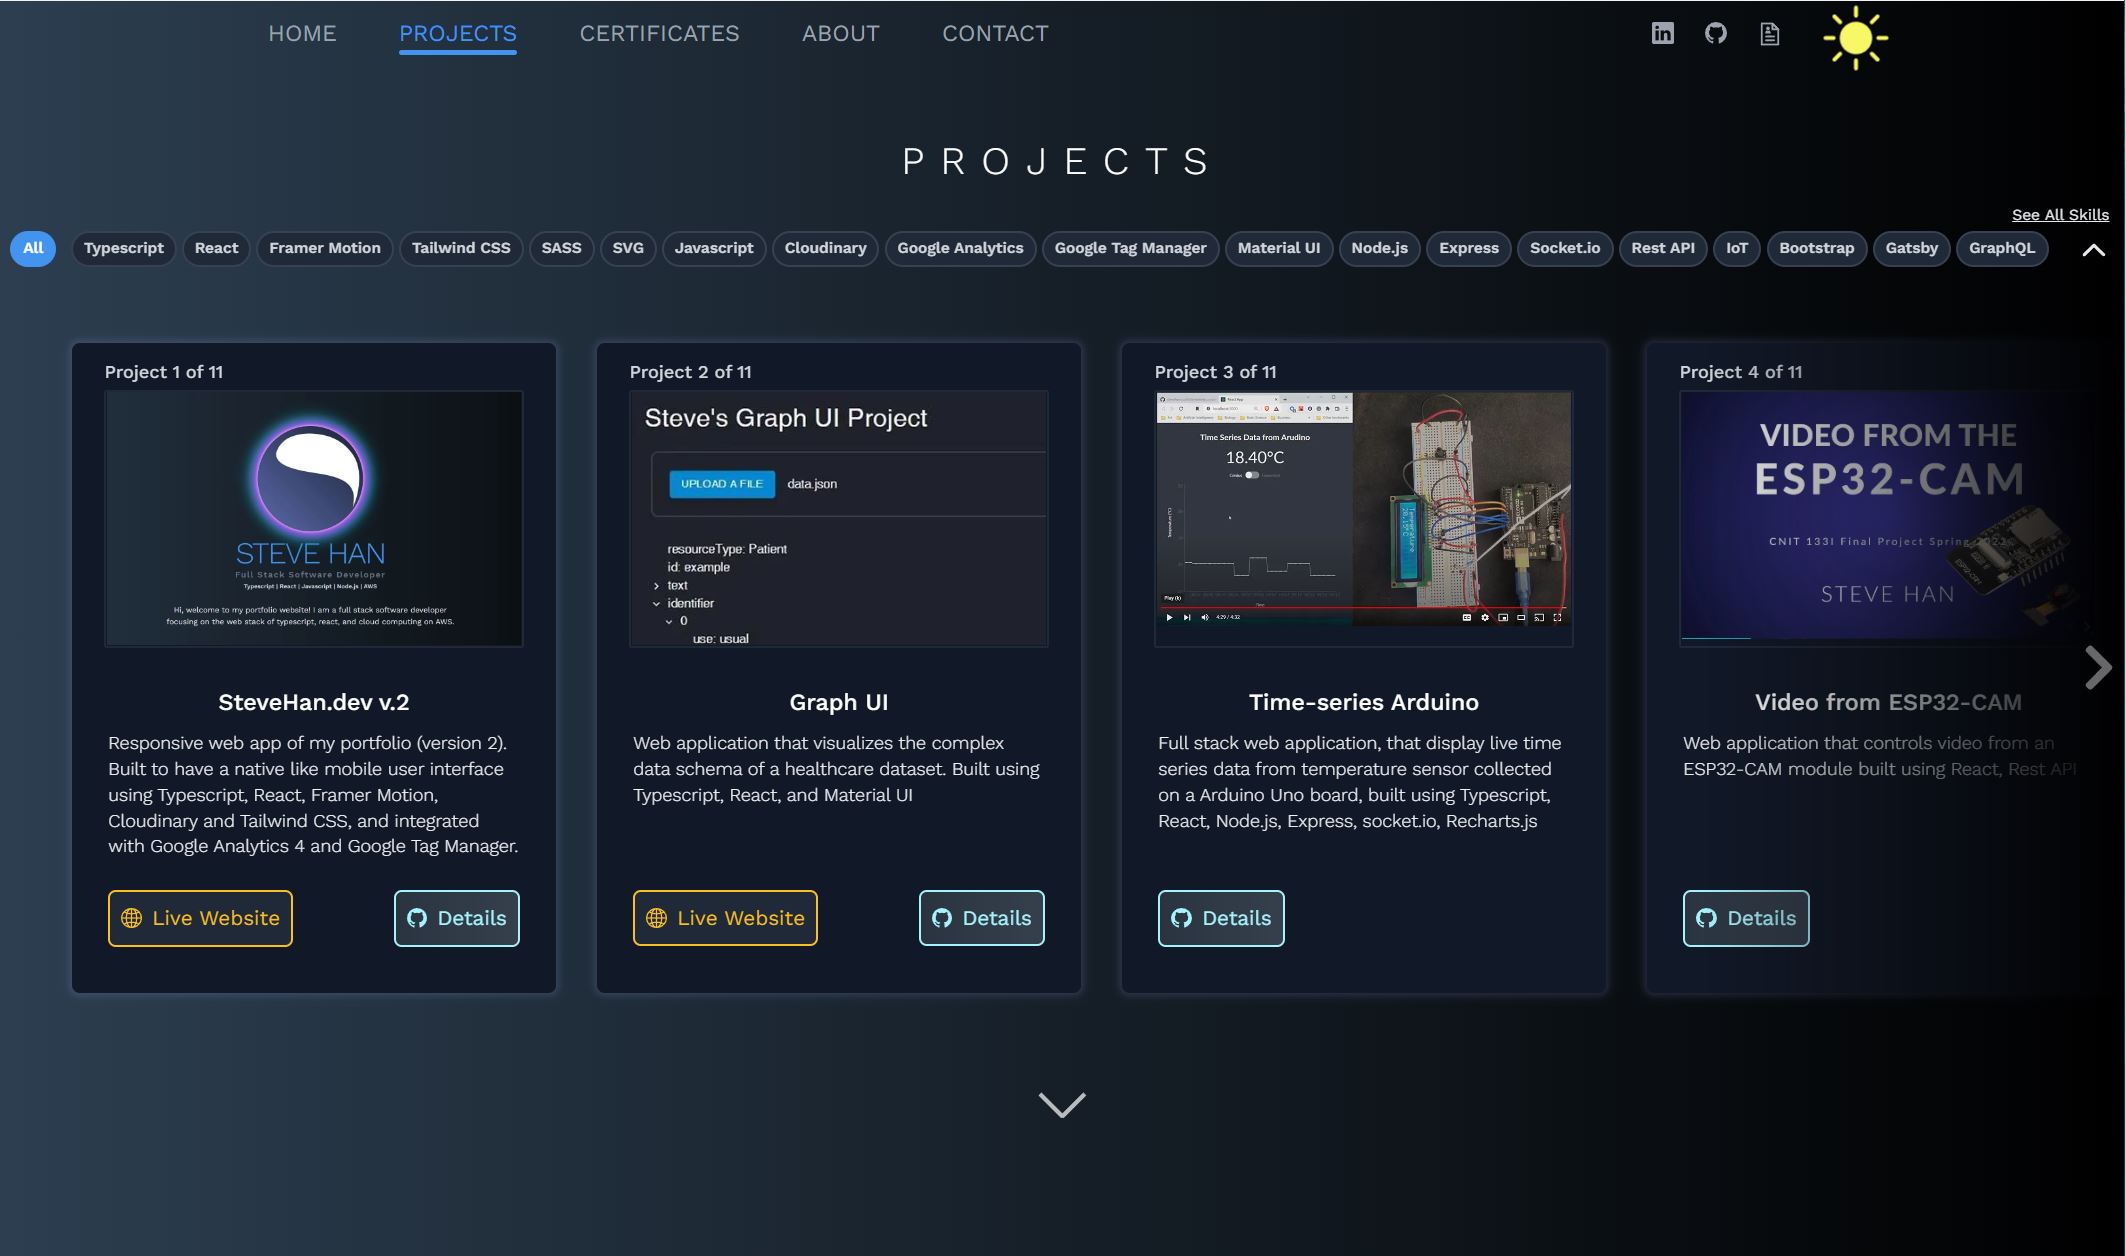 HOME PROJECTS CERTIFICATES ABOUT CONTACT
PROJECTS
See All Skills
All Typescript React Framer Motion Tailwind CSS SASS SVG Javascript Cloudinary Google Analytics Google Tag Manager Material UI Node.js Express Socket.io Rest API IoT Bootstrap Gatsby GraphQL
Project 1 of 11
STEVE HAN
Full Stack Software Developer
Typescript | React | Javascript | Node.js | AWS
Hi, welcome to my portfolio website! I am a full stack software developer
focusing on the web stack of typescript, react, and cloud computing on AWS.
SteveHan.dev v.2
Responsive web app of my portfolio (version 2).
Built to have a native like mobile user interface
using Typescript, React, Framer Motion,
Cloudinary and Tailwind CSS, and integrated
with Google Analytics 4 and Google Tag Manager.
Live Website Details
Project 2 of 11
Steve's Graph UI Project
UPLOAD A FILE data.json
resourceType: Patient
id: example
text
identifier
0
use: usual
Graph UI
Web application that visualizes the complex
data schema of a healthcare dataset. Built using
Typescript, React, and Material UI
Live Website Details
Project 3 of 11
React App
Time Series Data from Arudino
18.40°C
Play (k)
4:29 / 4:32
Time-series Arduino
Full stack web application, that display live time
series data from temperature sensor collected
on a Arduino Uno board, built using Typescript,
React, Node.js, Express, socket.io, Recharts.js
Details
Project 4 of 11
VIDEO FROM THE
ESP32-CAM
CNIT 133I Final Project Spring 2022
STEVE HAN
Video from ESP32-CAM
Web application that controls video from an
ESP32-CAM module built using React, Rest API
Details